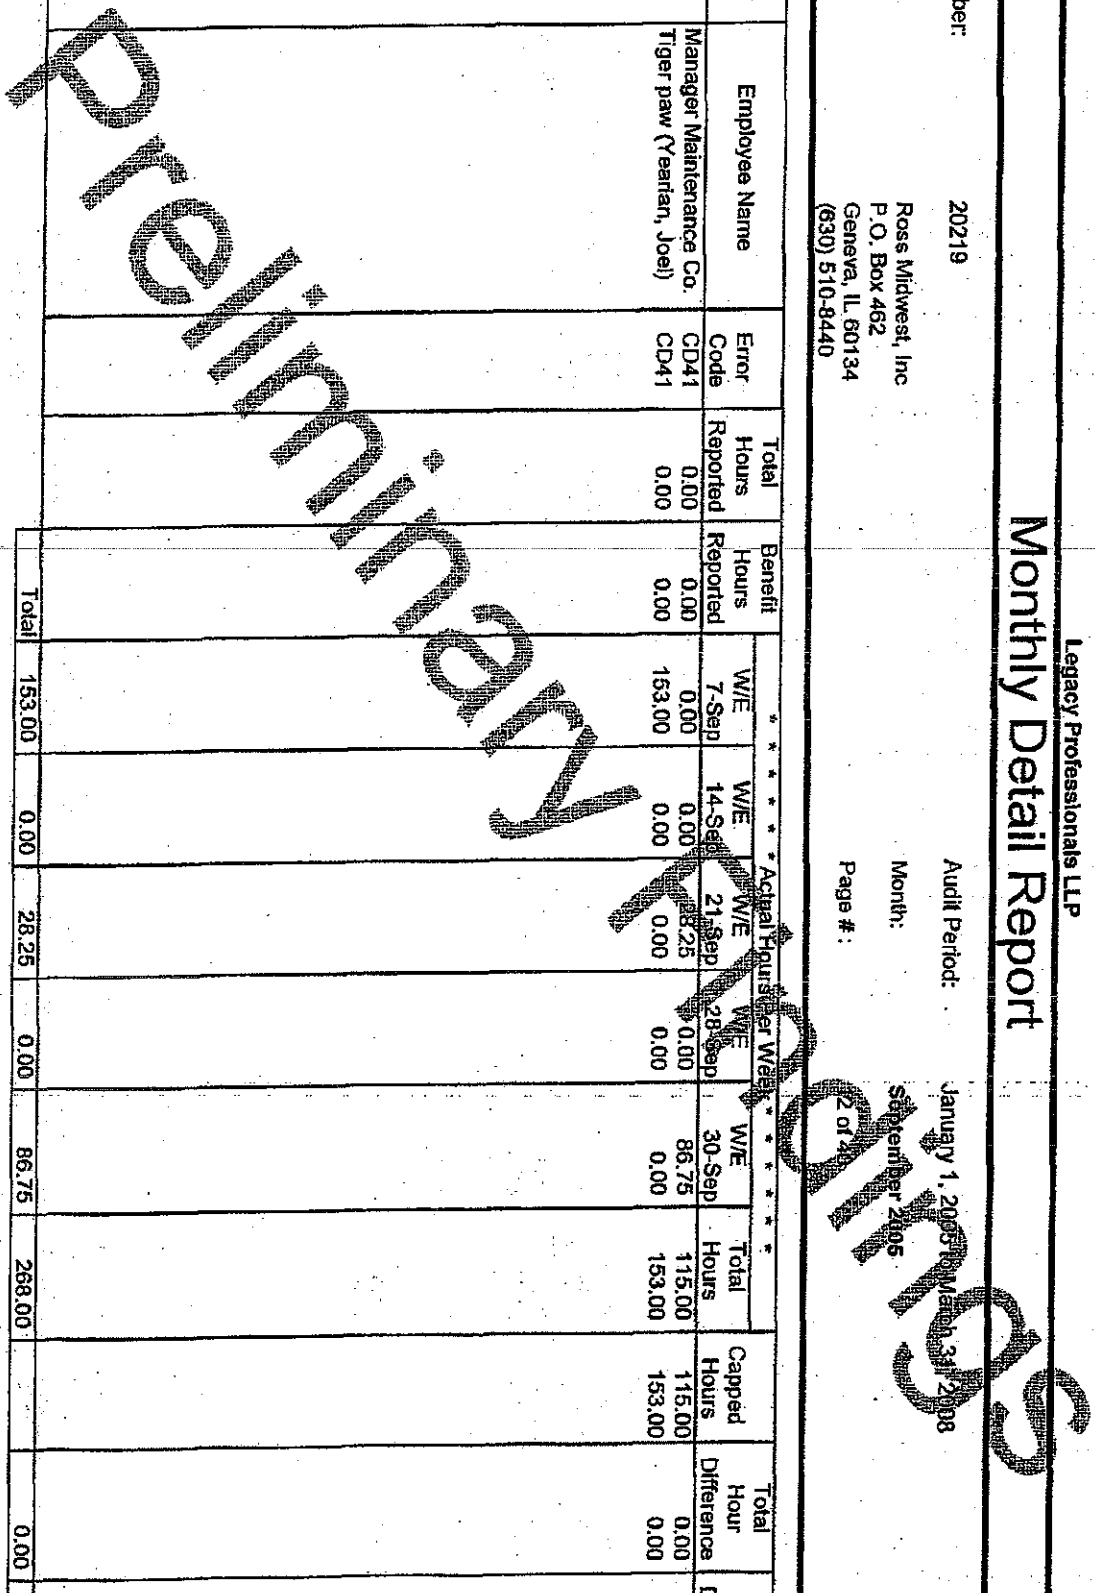 Legacy Professionals LLP
Monthly Detail Report
ber: 20219 Audit Period: January 1, 2005 to March 31, 2008
Ross Midwest, Inc Month: September 2005
P.O. Box 462
Geneva, IL 60134 Page #: 2 of
(630) 510-8440
* * * * * Actual Hours Per Week * * * * * *
Employee Name Error Code Total Hours Reported Benefit Hours Reported W/E 7-Sep W/E 14-Sep W/E 21-Sep W/E 28-Sep W/E 30-Sep Total Hours Capped Hours Total Hour Difference
Manager Maintenance Co. CD41 0.00 0.00 0.00 0.00 28.25 0.00 86.75 115.00 115.00 0.00
Tiger paw (Yearian, Joel) CD41 0.00 0.00 153.00 0.00 0.00 0.00 0.00 153.00 153.00 0.00
Total 153.00 0.00 28.25 0.00 86.75 268.00 0.00
Preliminary Findings